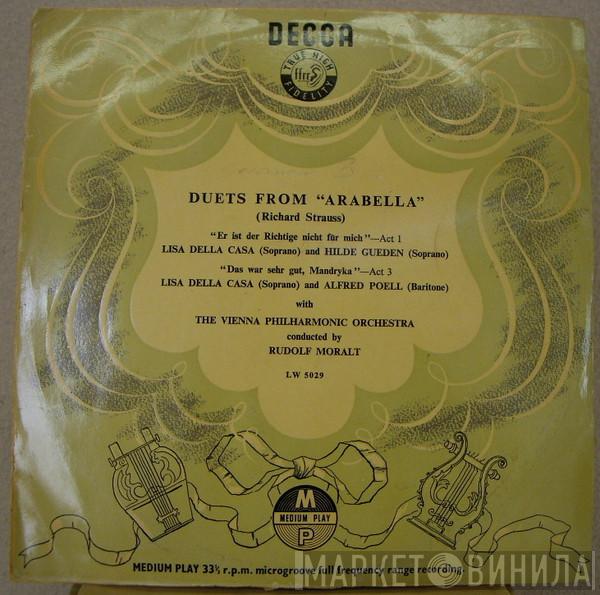 DECCA
TRUE HIGH
ffrr
FIDELITY
DUETS FROM "ARABELLA"
(Richard Strauss)
"Er ist der Richtige nicht für mich"—Act 1
LISA DELLA CASA (Soprano) and HILDE GUEDEN (Soprano)
"Das war sehr gut, Mandryka"—Act 3
LISA DELLA CASA (Soprano) and ALFRED POELL (Baritone)
with
THE VIENNA PHILHARMONIC ORCHESTRA
conducted by
RUDOLF MORALT
LW 5029
M
MEDIUM PLAY
P
MEDIUM PLAY 33⅓ r.p.m. microgroove full frequency range recording.
МАРКЕТ ВИНИЛА